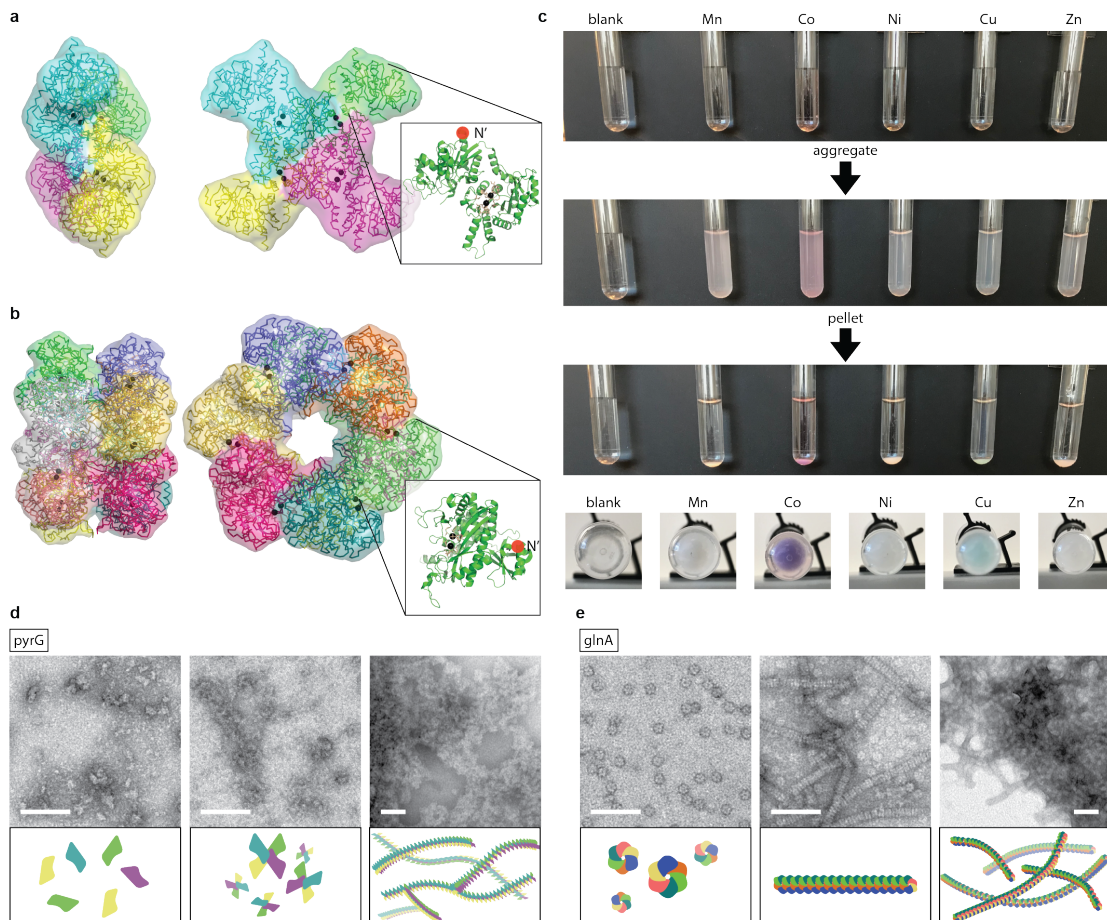 a
c
blank Mn Co Ni Cu Zn
N'
aggregate
b
pellet
N'
blank Mn Co Ni Cu Zn
d
e
pyrG
glnA